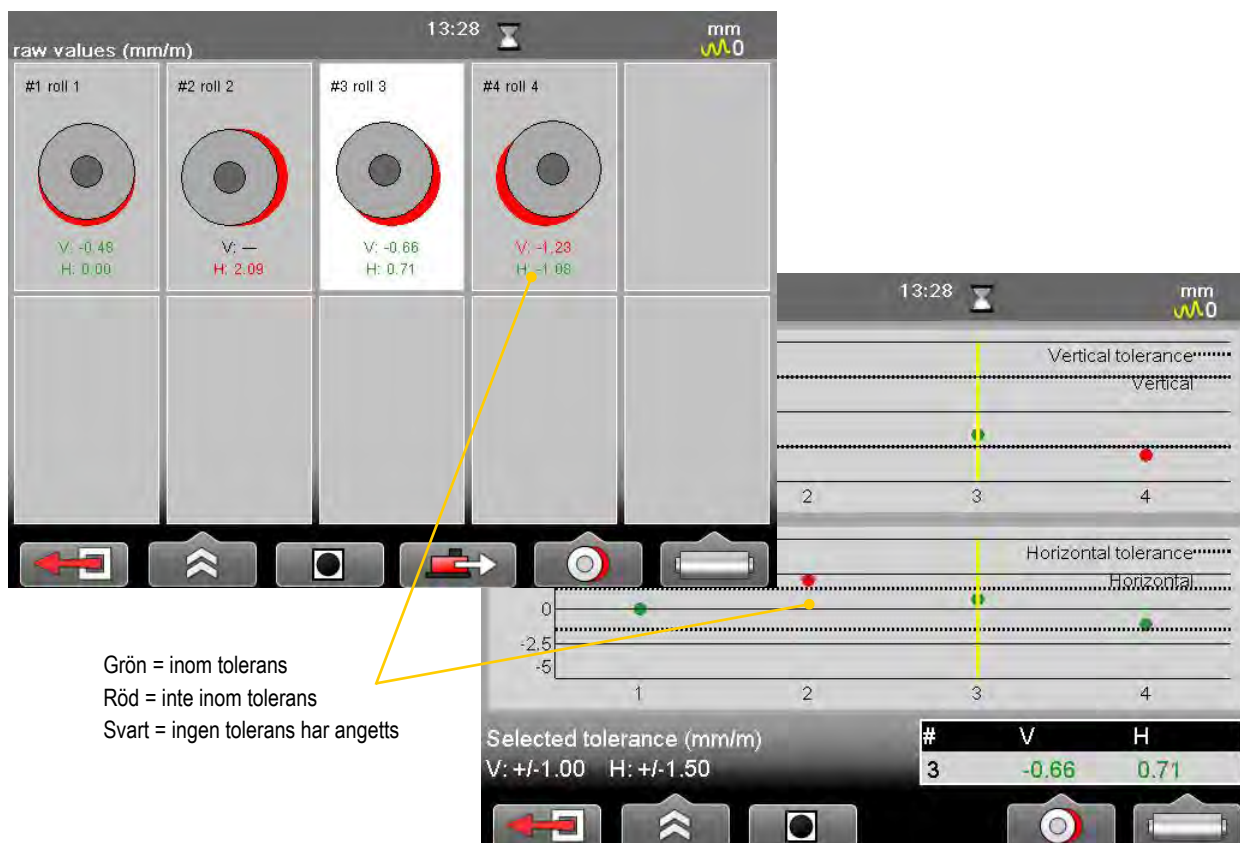 13:28
mm
0
raw values (mm/m)
#1 roll 1
#2 roll 2
#3 roll 3
#4 roll 4
V: -0.48
H: 0.00
V: —
H: 2.09
V: -0.66
H: 0.71
V: -1.23
H: -1.08
13:28
mm
0
Vertical tolerance
Vertical
2
3
4
Horizontal tolerance
Horizontal
0
-2.5
-5
1
2
3
4
Grön = inom tolerans
Röd = inte inom tolerans
Svart = ingen tolerans har angetts
Selected tolerance (mm/m)
V: +/-1.00 H: +/-1.50
# V H
3 -0.66 0.71